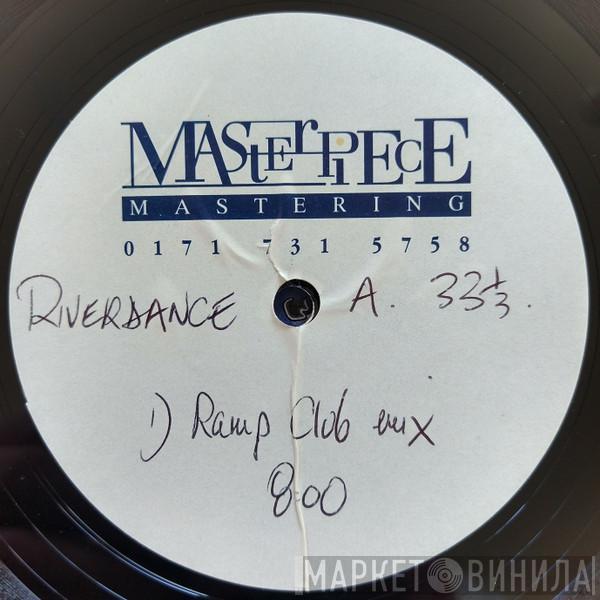 MASterPiEcE
MASTERING
0171 731 5758
RIVERDANCE A. 33⅓.
1) Ramp Club mix
8:00
МАРКЕТ ВИНИЛА